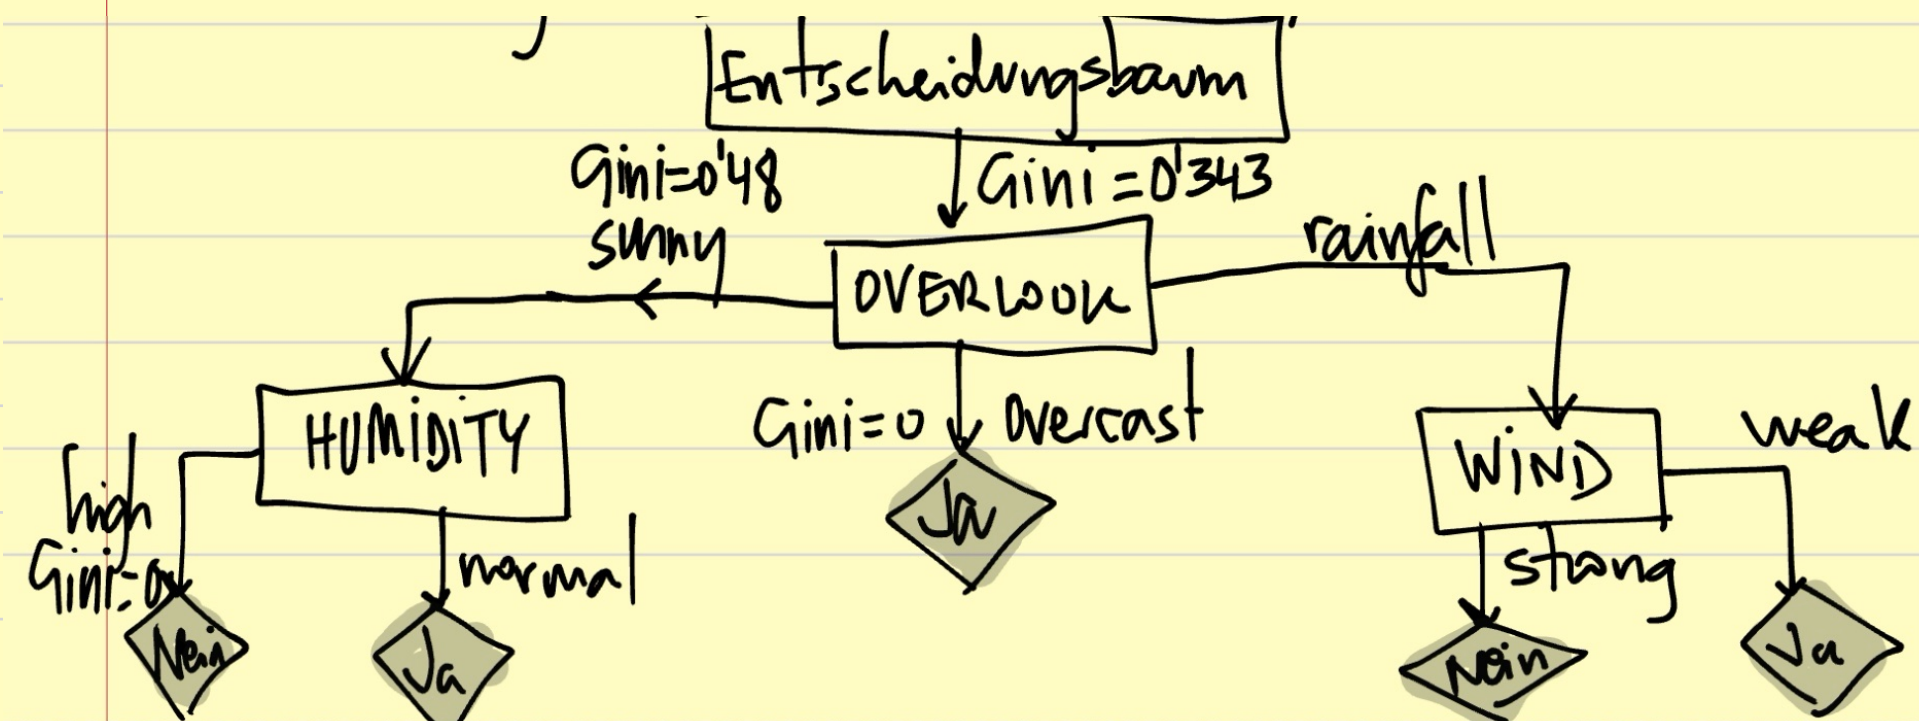 Entscheidungsbaum
Gini=0'48
Gini=0'343
sunny
rainfall
OVERLOOK
HUMIDITY
Gini=0
Overcast
WIND
weak
high
Gini=0
normal
Ja
strong
Nein
Ja
Nein
Ja